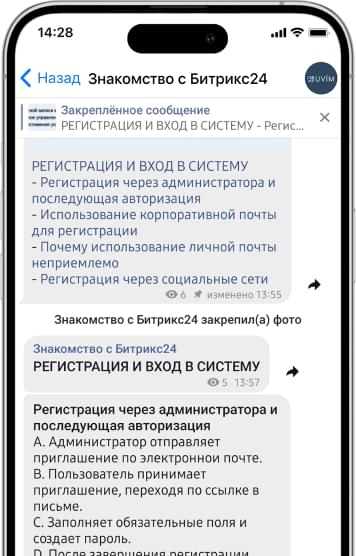 14:28
Назад Знакомство с Битрикс24
ЯUVIM
Закреплённое сообщение
РЕГИСТРАЦИЯ И ВХОД В СИСТЕМУ - Регис...
РЕГИСТРАЦИЯ И ВХОД В СИСТЕМУ
- Регистрация через администратора и
последующая авторизация
- Использование корпоративной почты
для регистрации
- Почему использование личной почты
неприемлемо
- Регистрация через социальные сети
6 изменено 13:55
Знакомство с Битрикс24 закрепил(а) фото
Знакомство с Битрикс24
РЕГИСТРАЦИЯ И ВХОД В СИСТЕМУ
5 13:57
Регистрация через администратора и
последующая авторизация
A. Администратор отправляет
приглашение по электронной почте.
B. Пользователь принимает
приглашение, переходя по ссылке в
письме.
C. Заполняет обязательные поля и
создает пароль.
D. После завершения регистрации